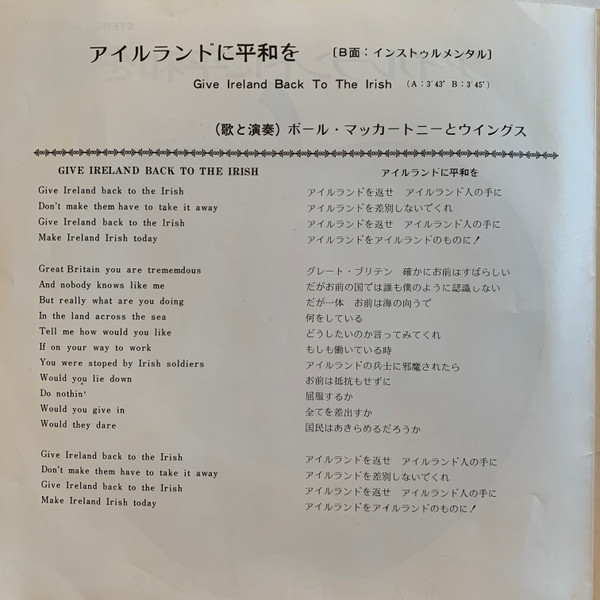 アイルランドに平和を 〔B面：インストゥルメンタル〕
Give Ireland Back To The Irish (A：3′43″ B：3′45″)
(歌と演奏)ポール・マッカートニーとウイングス
GIVE IRELAND BACK TO THE IRISH
Give Ireland back to the Irish
Don't make them have to take it away
Give Ireland back to the Irish
Make Ireland Irish today
Great Britain you are trememdous
And nobody knows like me
But really what are you doing
In the land across the sea
Tell me how would you like
If on your way to work
You were stoped by Irish soldiers
Would you lie down
Do nothin'
Would you give in
Would they dare
Give Ireland back to the Irish
Don't make them have to take it away
Give Ireland back to the Irish
Make Ireland Irish today
アイルランドに平和を
アイルランドを返せ アイルランド人の手に
アイルランドを差別しないでくれ
アイルランドを返せ アイルランド人の手に
アイルランドをアイルランドのものに！
グレート・ブリテン 確かにお前はすばらしい
だがお前の国では誰も僕のように認識しない
だが一体 お前は海の向うで
何をしている
どうしたいのか言ってみてくれ
もしも働いている時
アイルランドの兵士に邪魔されたら
お前は抵抗もせずに
屈服するか
全てを差出すか
国民はあきらめるだろうか
アイルランドを返せ アイルランド人の手に
アイルランドを差別しないでくれ
アイルランドを返せ アイルランド人の手に
アイルランドをアイルランドのものに！